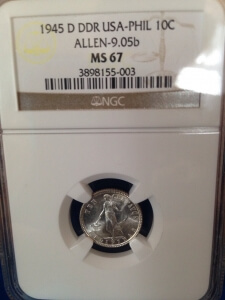 1945 D DDR USA-PHIL 10C
ALLEN-9.05b
MS 67
3898155-003
NGC